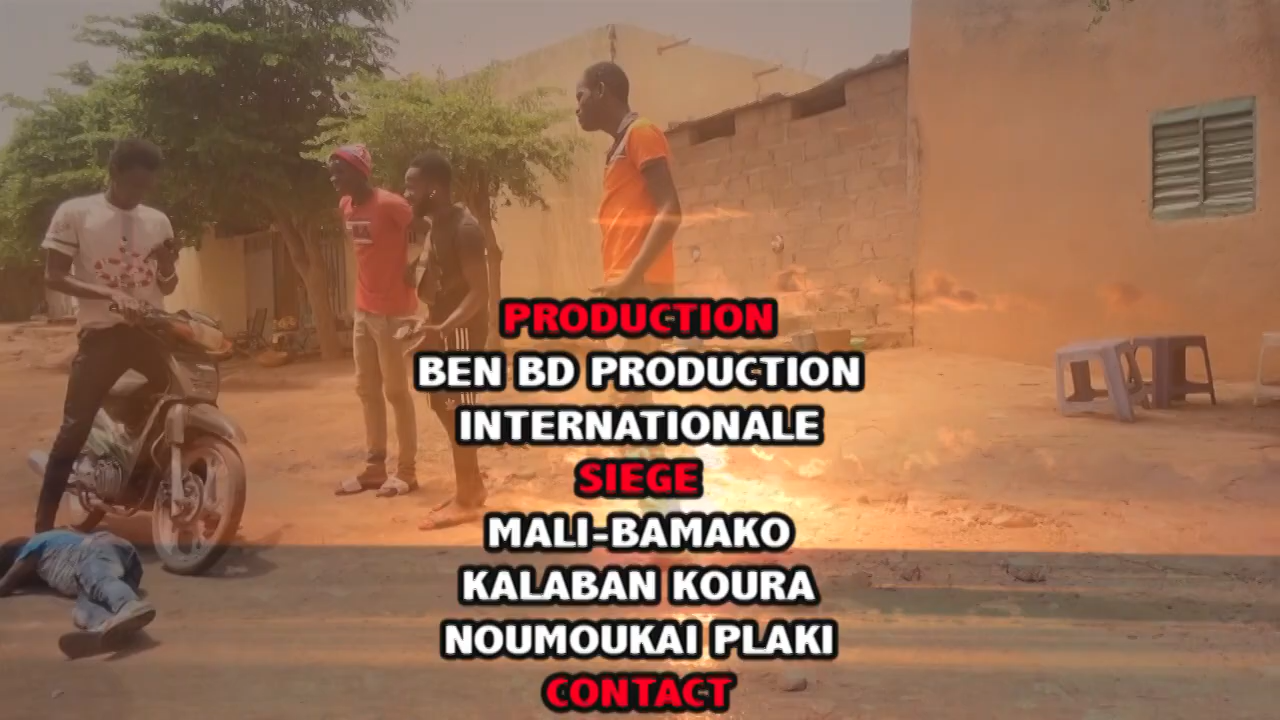 PRODUCTION
BEN BD PRODUCTION
INTERNATIONALE
SIEGE
MALI-BAMAKO
KALABAN KOURA
NOUMOUKAI PLAKI
CONTACT